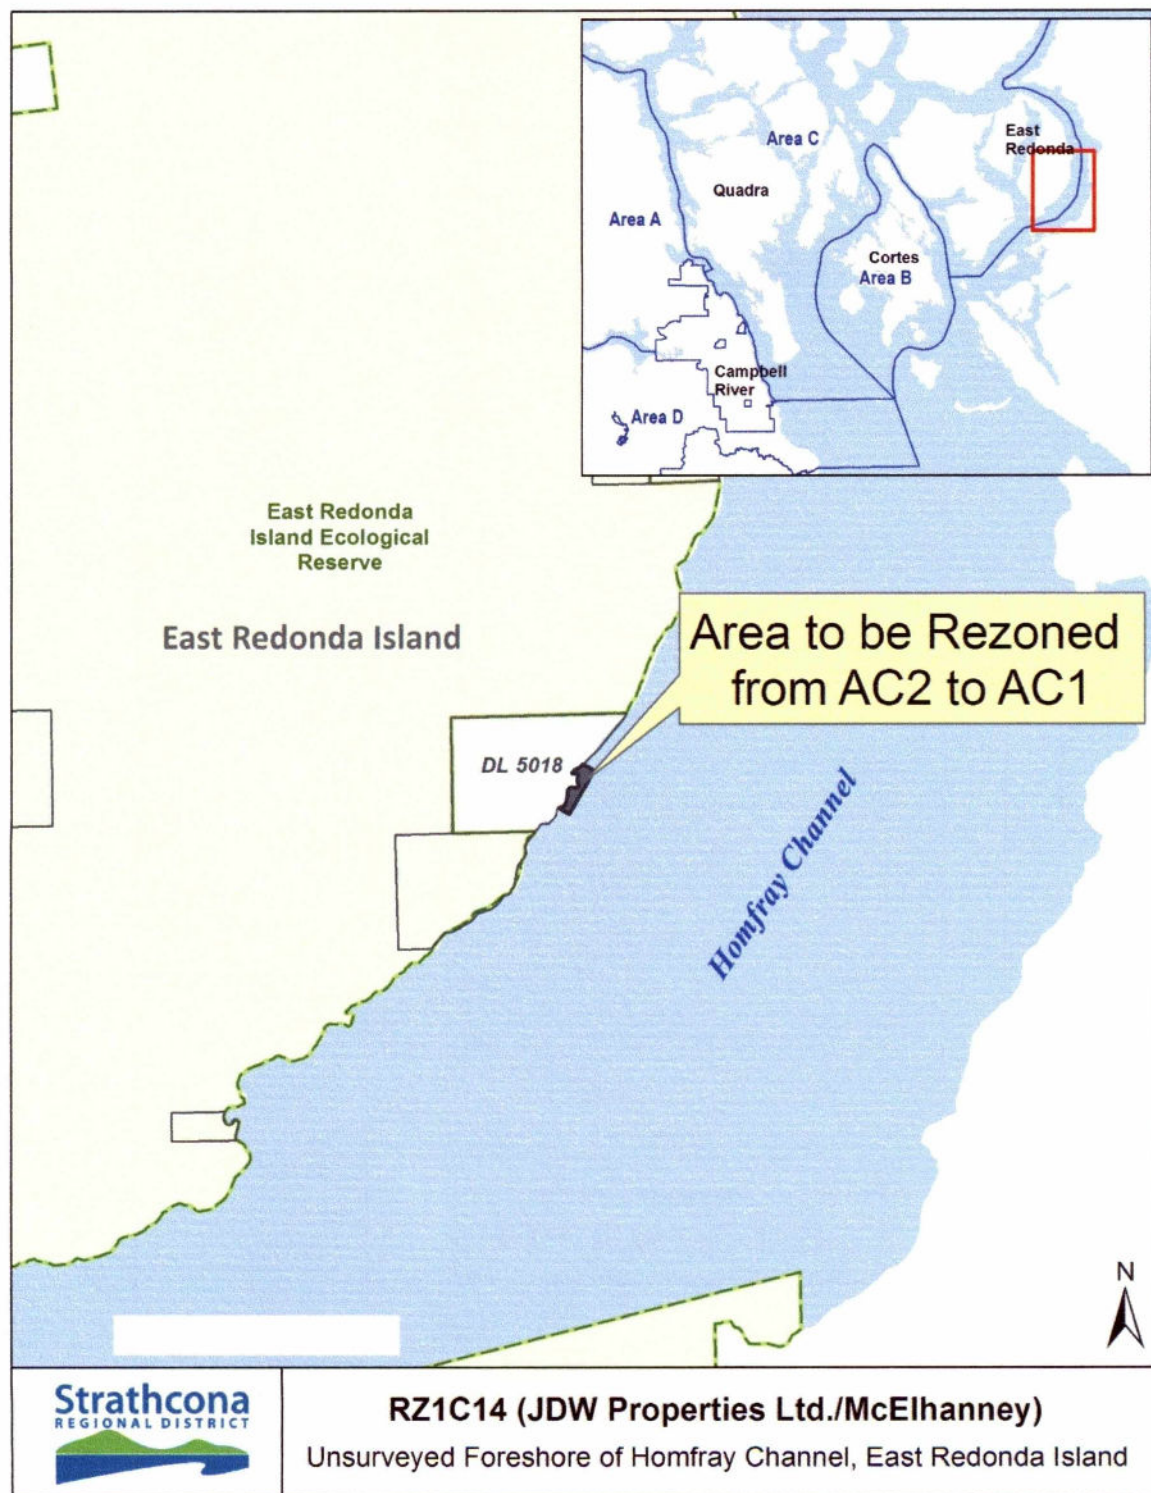 East
Redonda
Area C
Quadra
Area A
Cortes
Area B
Campbell
River
Area D
East Redonda
Island Ecological
Reserve
East Redonda Island
Area to be Rezoned
from AC2 to AC1
DL 5018
Homfray Channel
N
Strathcona
REGIONAL DISTRICT
RZ1C14 (JDW Properties Ltd./McElhanney)
Unsurveyed Foreshore of Homfray Channel, East Redonda Island